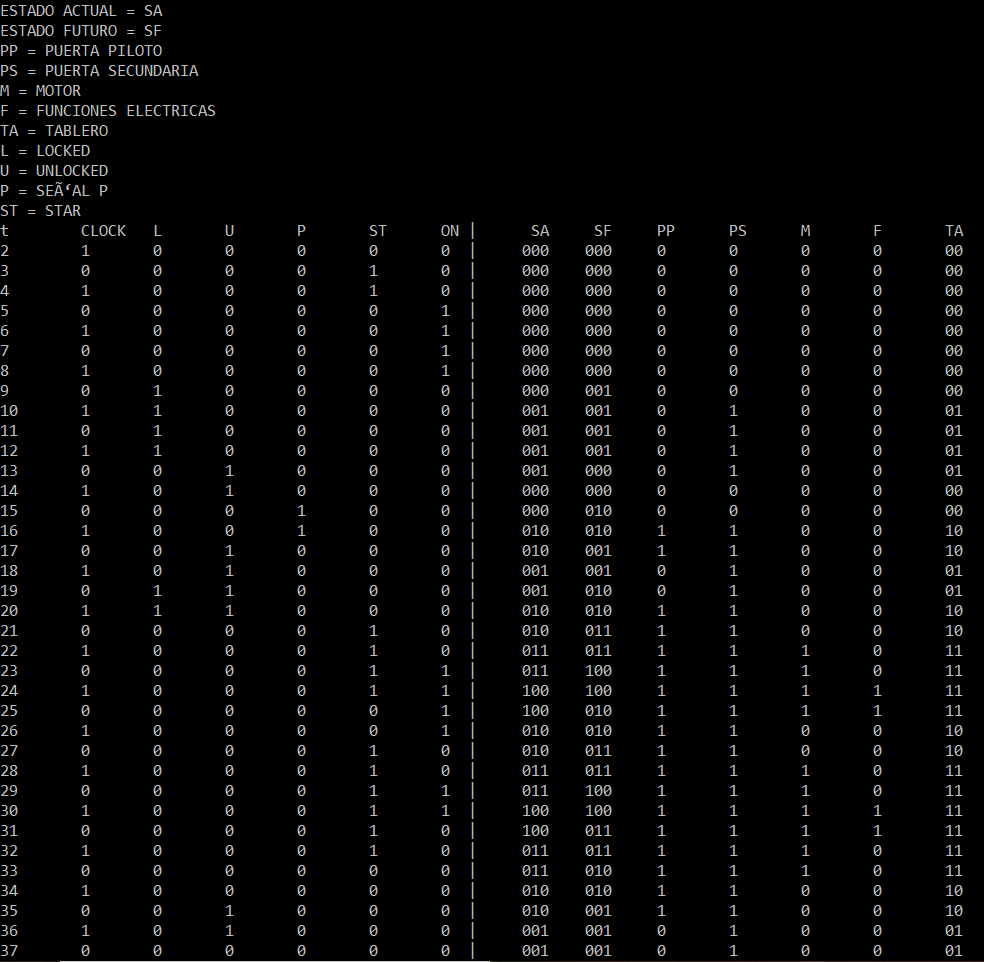 ESTADO ACTUAL = SA
ESTADO FUTURO = SF
PP = PUERTA PILOTO
PS = PUERTA SECUNDARIA
M = MOTOR
F = FUNCIONES ELECTRICAS
TA = TABLERO
L = LOCKED
U = UNLOCKED
P = SEÃ‘AL P
ST = STAR
t CLOCK L U P ST ON | SA SF PP PS M F TA
2 1 0 0 0 0 0 | 000 000 0 0 0 0 00
3 0 0 0 0 1 0 | 000 000 0 0 0 0 00
4 1 0 0 0 1 0 | 000 000 0 0 0 0 00
5 0 0 0 0 0 1 | 000 000 0 0 0 0 00
6 1 0 0 0 0 1 | 000 000 0 0 0 0 00
7 0 0 0 0 0 1 | 000 000 0 0 0 0 00
8 1 0 0 0 0 1 | 000 000 0 0 0 0 00
9 0 1 0 0 0 0 | 000 001 0 0 0 0 00
10 1 1 0 0 0 0 | 001 001 0 1 0 0 01
11 0 1 0 0 0 0 | 001 001 0 1 0 0 01
12 1 1 0 0 0 0 | 001 001 0 1 0 0 01
13 0 0 1 0 0 0 | 001 000 0 1 0 0 01
14 1 0 1 0 0 0 | 000 000 0 0 0 0 00
15 0 0 0 1 0 0 | 000 010 0 0 0 0 00
16 1 0 0 1 0 0 | 010 010 1 1 0 0 10
17 0 0 1 0 0 0 | 010 001 1 1 0 0 10
18 1 0 1 0 0 0 | 001 001 0 1 0 0 01
19 0 1 1 0 0 0 | 001 010 0 1 0 0 01
20 1 1 1 0 0 0 | 010 010 1 1 0 0 10
21 0 0 0 0 1 0 | 010 011 1 1 0 0 10
22 1 0 0 0 1 0 | 011 011 1 1 1 0 11
23 0 0 0 0 1 1 | 011 100 1 1 1 0 11
24 1 0 0 0 1 1 | 100 100 1 1 1 1 11
25 0 0 0 0 0 1 | 100 010 1 1 1 1 11
26 1 0 0 0 0 1 | 010 010 1 1 0 0 10
27 0 0 0 0 1 0 | 010 011 1 1 0 0 10
28 1 0 0 0 1 0 | 011 011 1 1 1 0 11
29 0 0 0 0 1 1 | 011 100 1 1 1 0 11
30 1 0 0 0 1 1 | 100 100 1 1 1 1 11
31 0 0 0 0 1 0 | 100 011 1 1 1 1 11
32 1 0 0 0 1 0 | 011 011 1 1 1 0 11
33 0 0 0 0 0 0 | 011 010 1 1 1 0 11
34 1 0 0 0 0 0 | 010 010 1 1 0 0 10
35 0 0 1 0 0 0 | 010 001 1 1 0 0 10
36 1 0 1 0 0 0 | 001 001 0 1 0 0 01
37 0 0 0 0 0 0 | 001 001 0 1 0 0 01